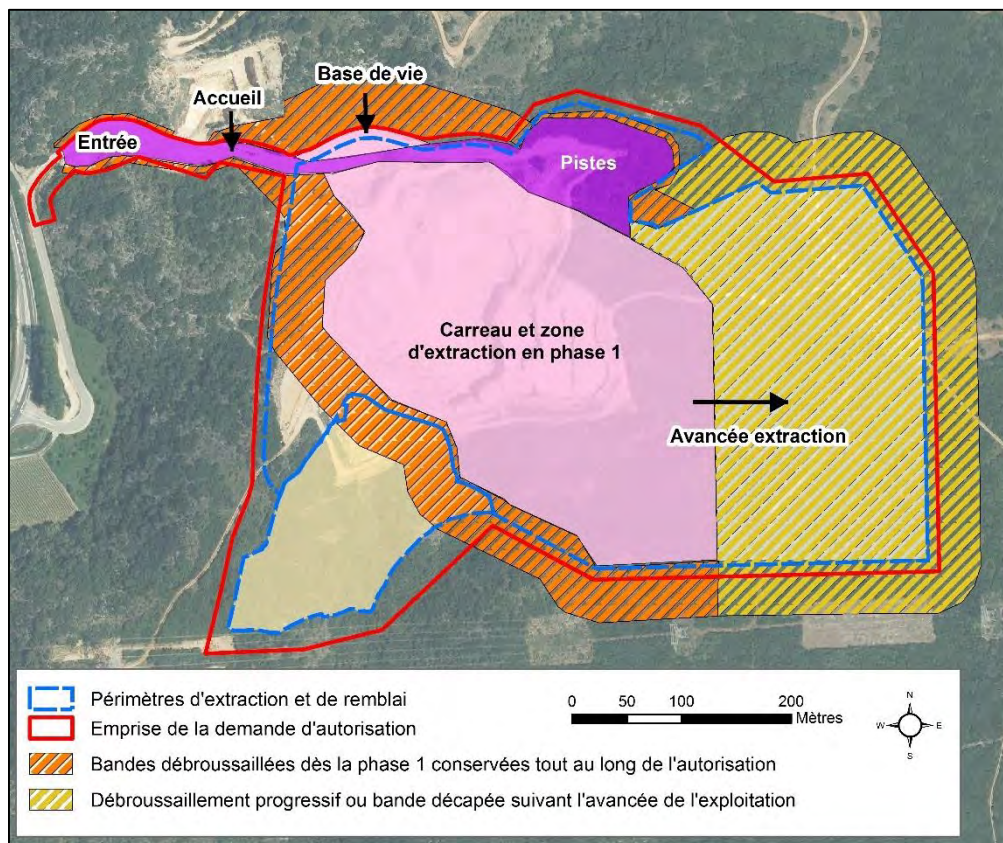 Base de vie
Accueil
Entrée
Pistes
Carreau et zone
d'extraction en phase 1
Avancée extraction
Périmètres d'extraction et de remblai
Emprise de la demande d'autorisation
Bandes débroussaillées dès la phase 1 conservées tout au long de l'autorisation
Débroussaillement progressif ou bande décapée suivant l'avancée de l'exploitation
0 50 100 200
Mètres
N
W E
S